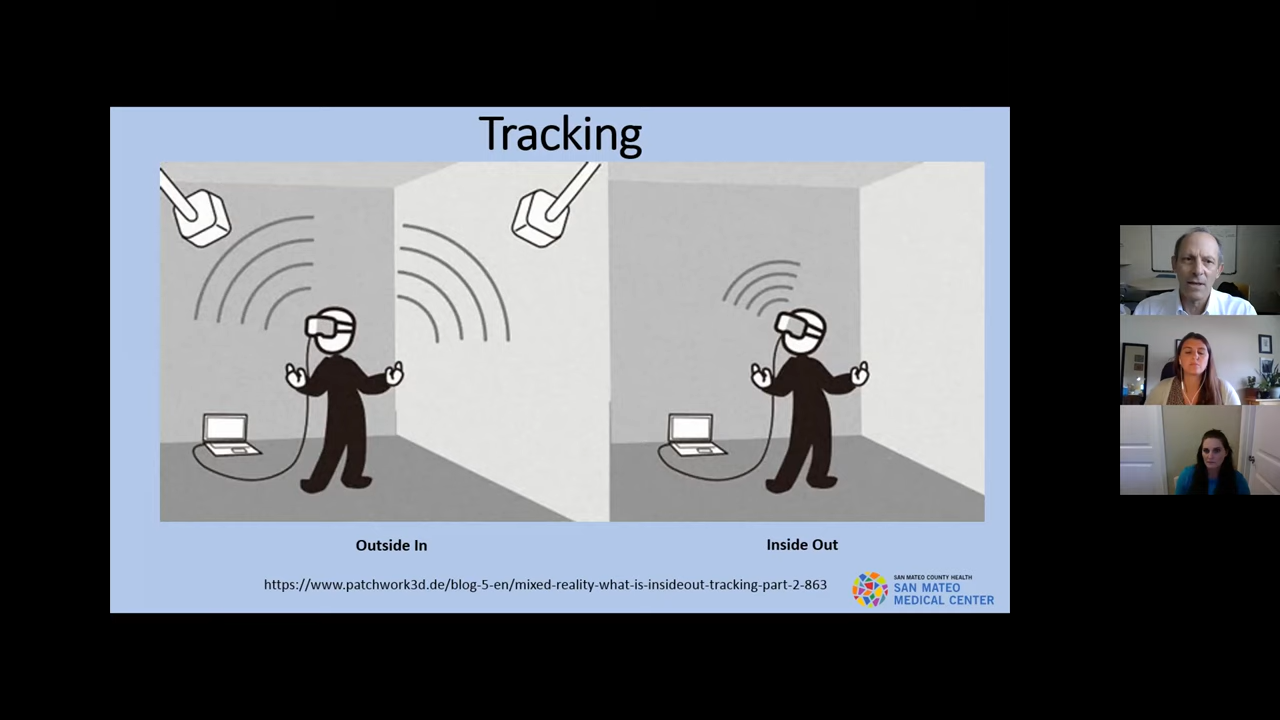 Tracking
Outside In
Inside Out
https://www.patchwork3d.de/blog-5-en/mixed-reality-what-is-insideout-tracking-part-2-863
SAN MATEO COUNTY HEALTH
SAN MATEO
MEDICAL CENTER